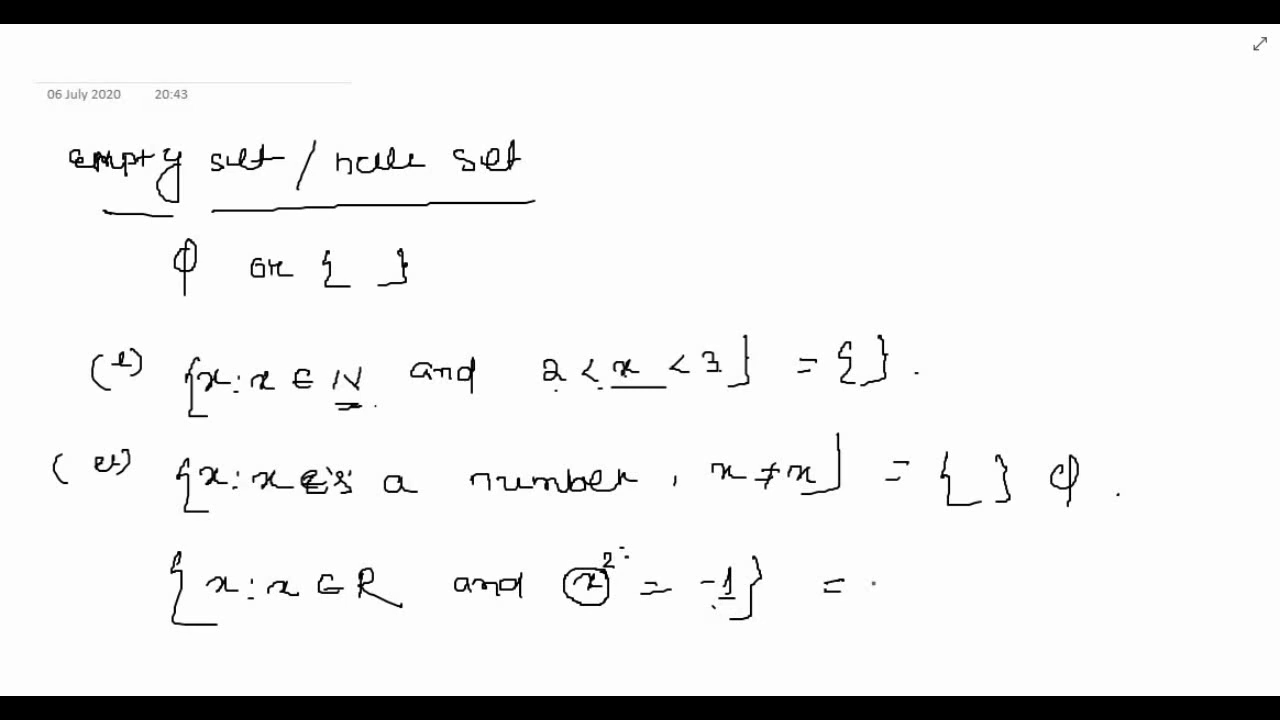 06 July 2020 20:43
empty set / null set
ϕ or { }
(i) {x : x ∈ N and 2 < x < 3} = { } .
(ii) {x : x is a number , x ≠ x} = { } ϕ .
{x : x ∈ R and x² = -1} =